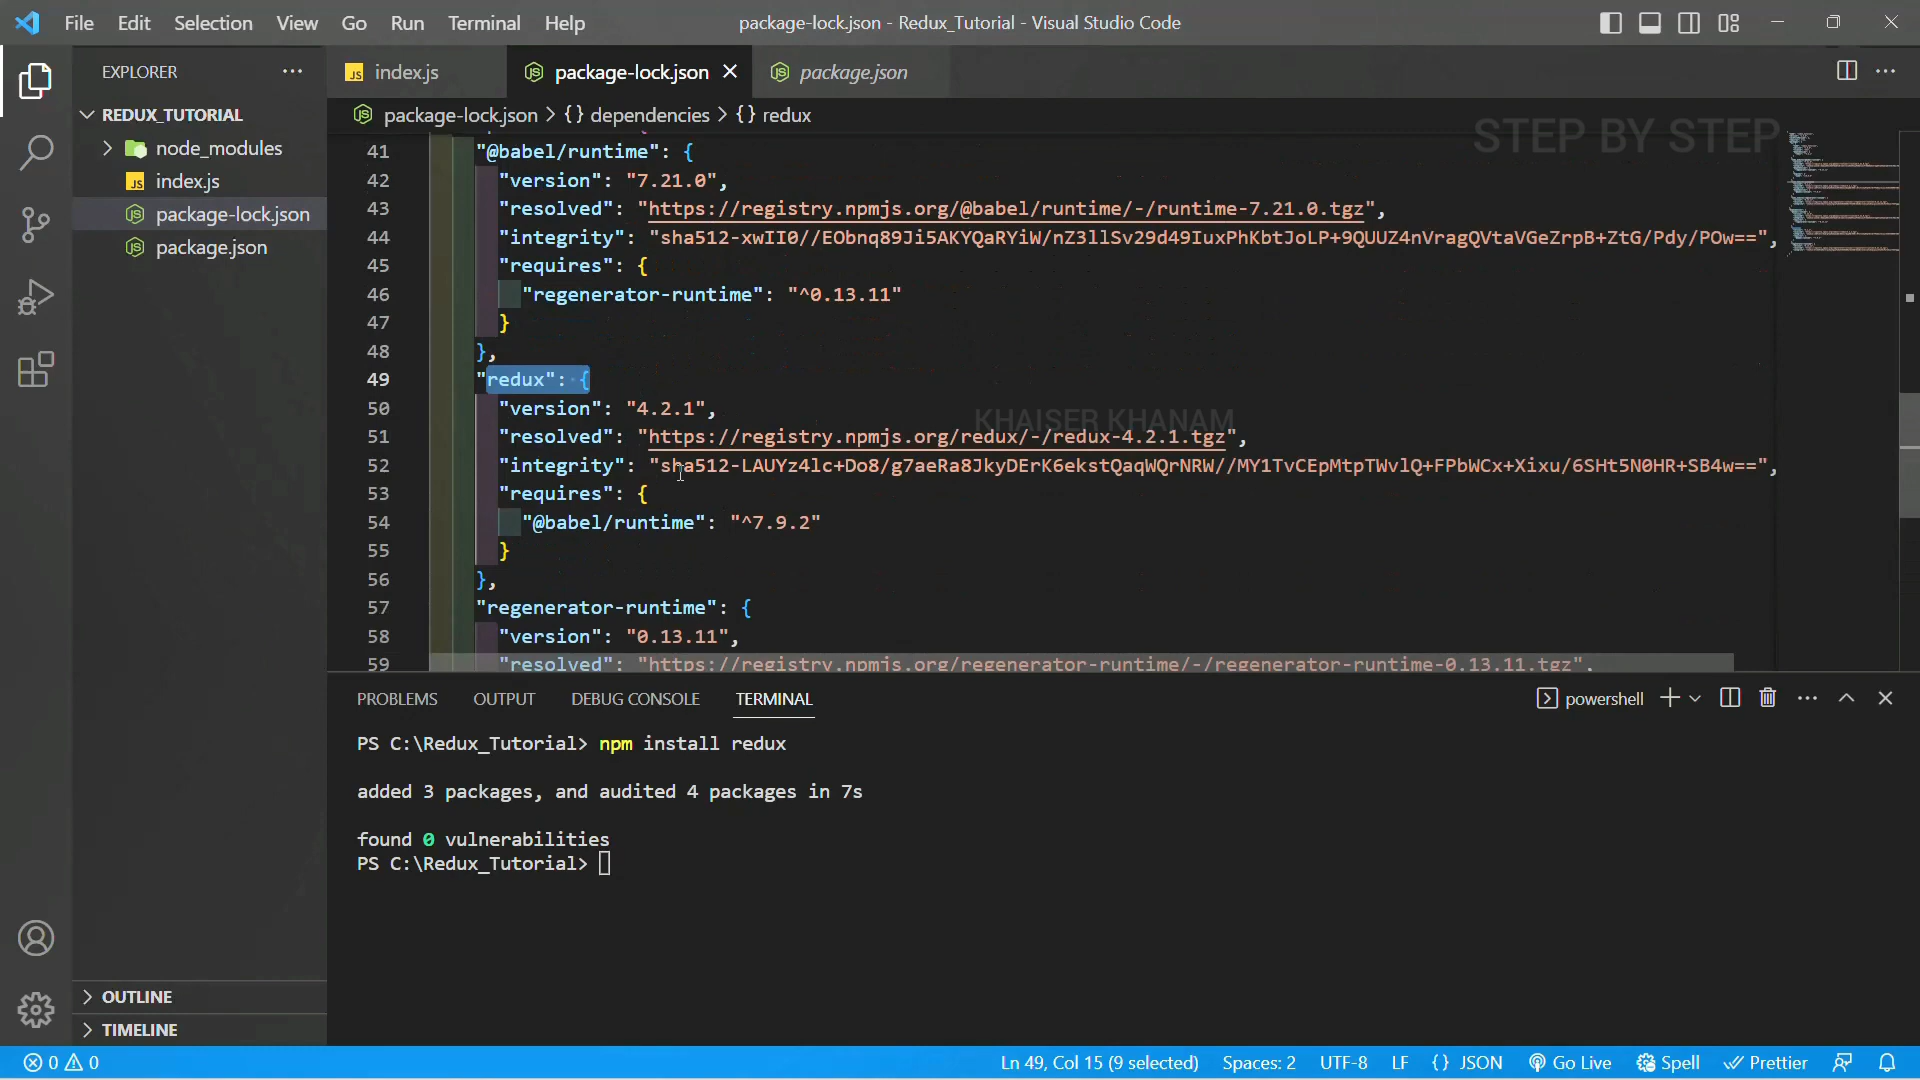 File Edit Selection View Go Run Terminal Help
package-lock.json - Redux_Tutorial - Visual Studio Code
EXPLORER
REDUX_TUTORIAL
node_modules
index.js
package-lock.json
package.json
OUTLINE
TIMELINE
index.js package-lock.json package.json
package-lock.json > {} dependencies > {} redux
STEP BY STEP
41 "@babel/runtime": {
42 "version": "7.21.0",
43 "resolved": "https://registry.npmjs.org/@babel/runtime/-/runtime-7.21.0.tgz",
44 "integrity": "sha512-xwII0//EObnq89Ji5AKYQaRYiW/nZ3llSv29d49IuxPhKbtJoLP+9QUUZ4nVragQVtaVGeZrpB+ZtG/Pdy/POw==",
45 "requires": {
46 "regenerator-runtime": "^0.13.11"
47 }
48 },
49 "redux": {
50 "version": "4.2.1",
KHAISER KHANAM
51 "resolved": "https://registry.npmjs.org/redux/-/redux-4.2.1.tgz",
52 "integrity": "sha512-LAUYz4lc+Do8/g7aeRa8JkyDErK6ekstQaqWQrNRW//MY1TvCEpMtpTWvlQ+FPbWCx+Xixu/6SHt5N0HR+SB4w==",
53 "requires": {
54 "@babel/runtime": "^7.9.2"
55 }
56 },
57 "regenerator-runtime": {
58 "version": "0.13.11",
59 "resolved": "https://registry.npmjs.org/regenerator-runtime/-/regenerator-runtime-0.13.11.tgz",
PROBLEMS OUTPUT DEBUG CONSOLE TERMINAL
powershell
PS C:\Redux_Tutorial> npm install redux
added 3 packages, and audited 4 packages in 7s
found 0 vulnerabilities
PS C:\Redux_Tutorial>
0 0
Ln 49, Col 15 (9 selected) Spaces: 2 UTF-8 LF {} JSON Go Live Spell Prettier